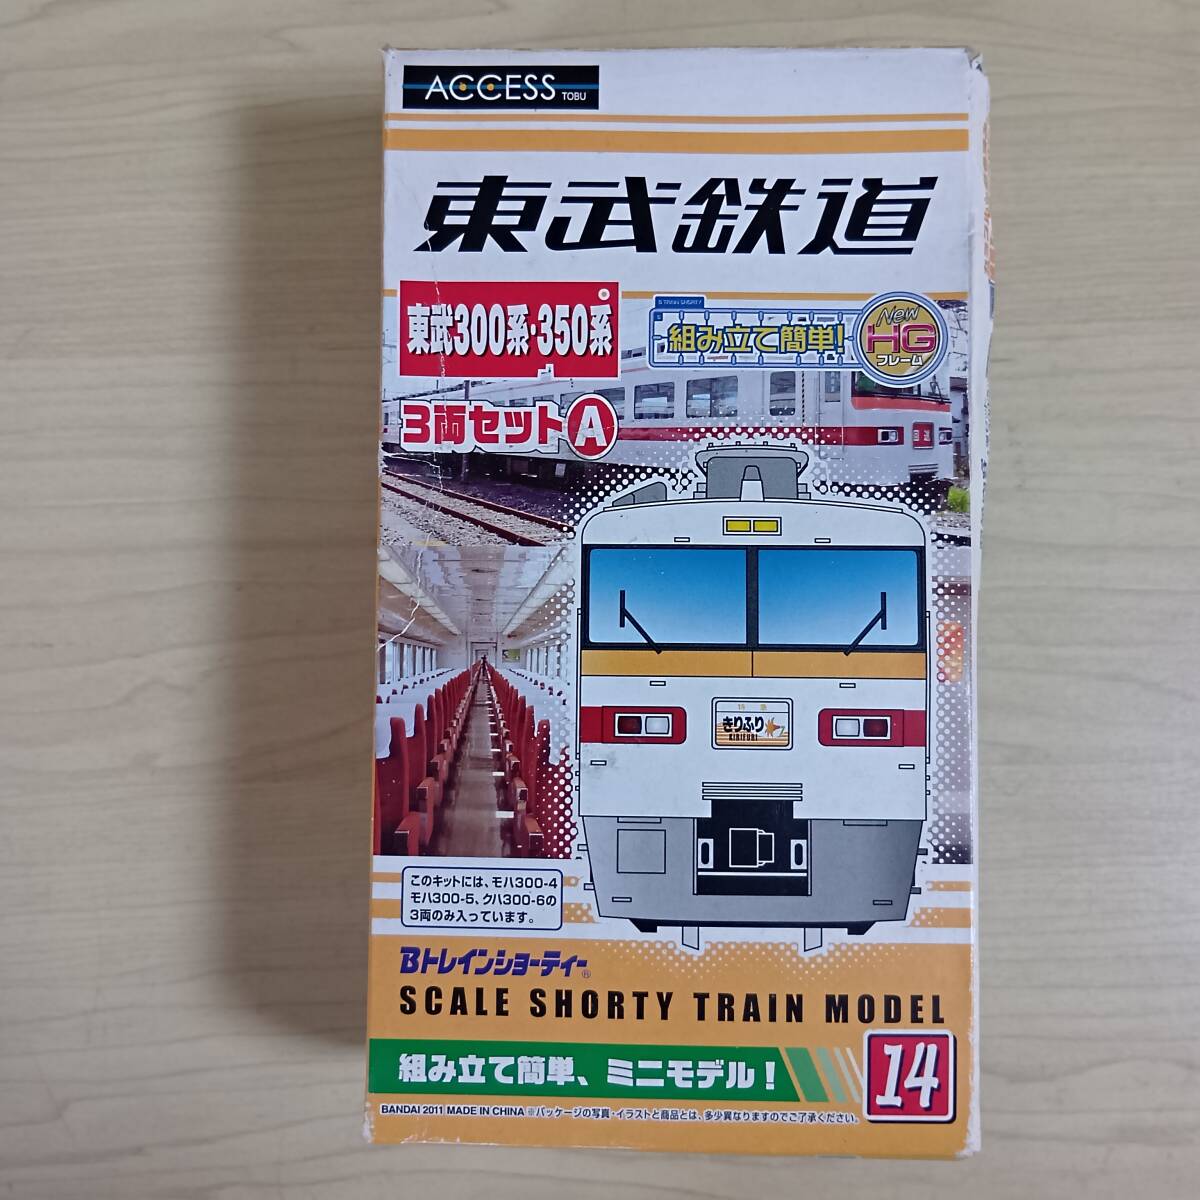 ACCESS TOBU
東武鉄道
東武300系・350系
B TRAIN SHORTY
組み立て簡単!
New
HG
フレーム
3両セットA
特急
きりふり
KIRIFURI
このキットには、モハ300-4
モハ300-5、クハ300-6の
3両のみ入っています。
Bトレインショーティー®
SCALE SHORTY TRAIN MODEL
組み立て簡単、ミニモデル!
14
BANDAI 2011 MADE IN CHINA ※パッケージの写真・イラストと商品とは、多少異なりますのでご了承ください。